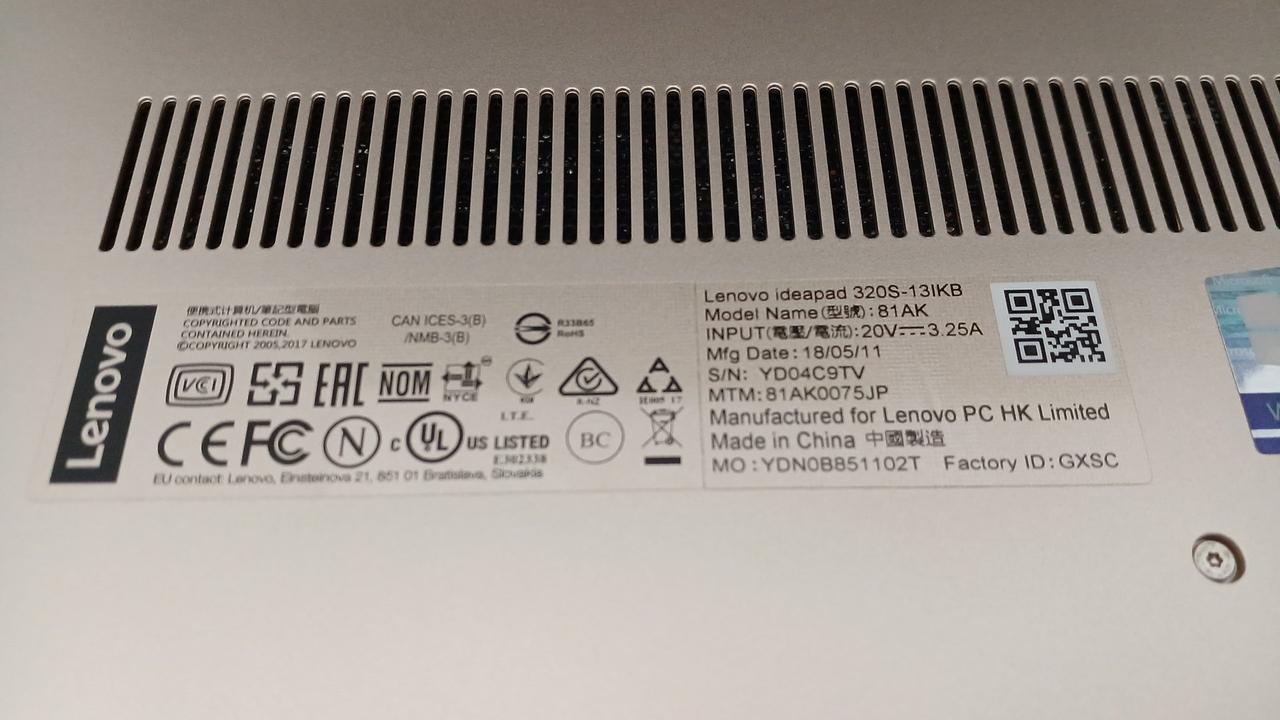 Lenovo
便携式计算机/筆記型電腦
COPYRIGHTED CODE AND PARTS
CONTAINED HEREIN.
©COPYRIGHT 2005,2017 LENOVO
CAN ICES-3(B)
/NMB-3(B)
R33B65
RoHS
VCI
EAC
NOM
NYCE
R-NZ
CE FC N
c UL US LISTED
I.T.E.
E302338
BC
EU contact: Lenovo, Einsteinova 21, 851 01 Bratislava, Slovakia
Lenovo ideapad 320S-13IKB
Model Name(型號):81AK
INPUT(電壓/電流):20V⎓3.25A
Mfg Date:18/05/11
S/N: YD04C9TV
MTM:81AK0075JP
Manufactured for Lenovo PC HK Limited
Made in China 中國製造
MO:YDN0B851102T Factory ID:GXSC